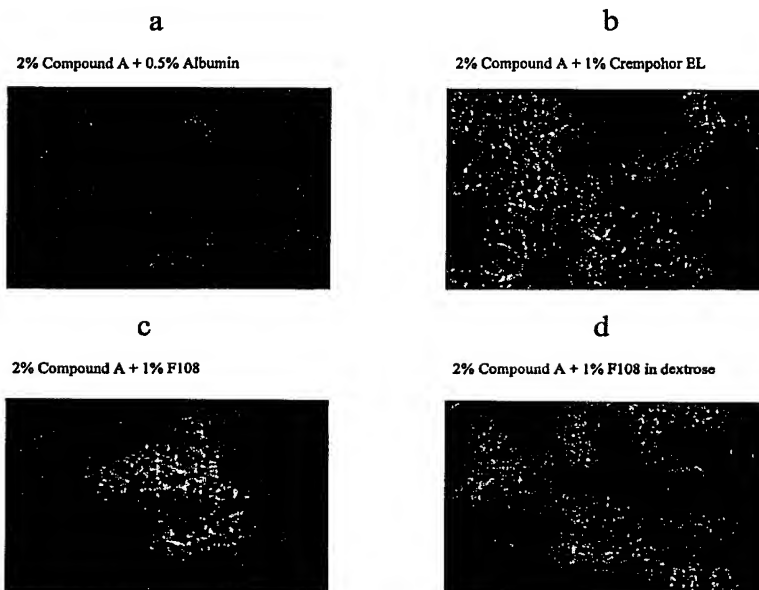 a
2% Compound A + 0.5% Albumin
b
2% Compound A + 1% Crempohor EL
c
2% Compound A + 1% F108
d
2% Compound A + 1% F108 in dextrose